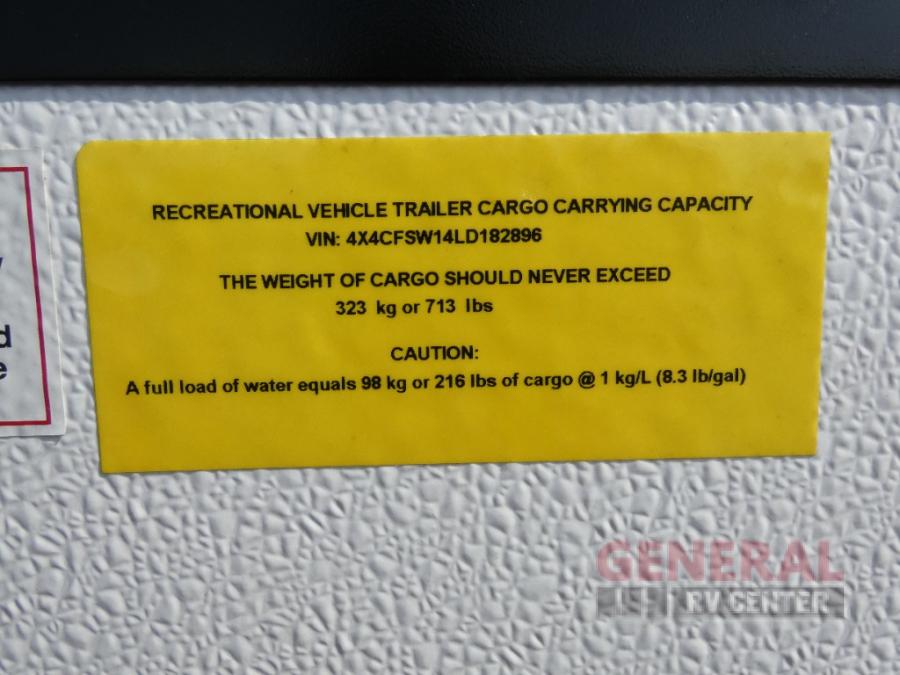 RECREATIONAL VEHICLE TRAILER CARGO CARRYING CAPACITY
VIN: 4X4CFSW14LD182896
THE WEIGHT OF CARGO SHOULD NEVER EXCEED
323 kg or 713 lbs
CAUTION:
A full load of water equals 98 kg or 216 lbs of cargo @ 1 kg/L (8.3 lb/gal)
d
e
GENERAL
RV CENTER